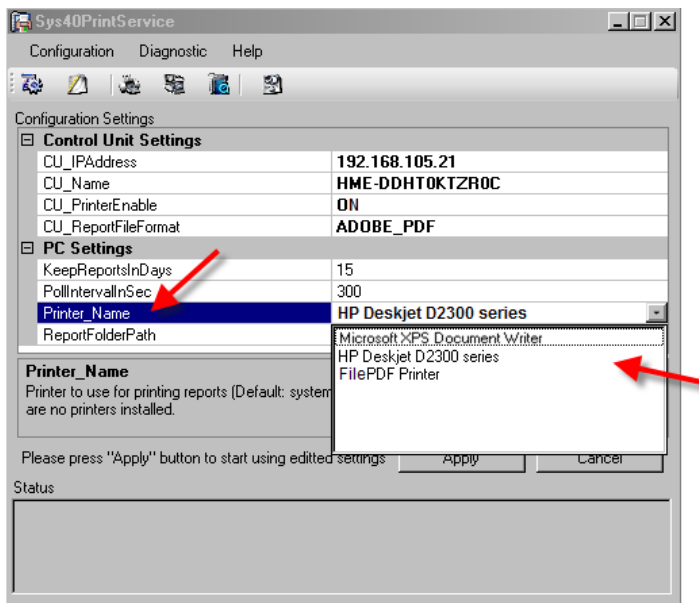 Sys40PrintService
Configuration Diagnostic Help
Configuration Settings
Control Unit Settings
CU_IPAddress 192.168.105.21
CU_Name HME-DDHT0KTZR0C
CU_PrinterEnable ON
CU_ReportFileFormat ADOBE_PDF
PC Settings
KeepReportsInDays 15
PollIntervalInSec 300
Printer_Name HP Deskjet D2300 series
ReportFolderPath
Microsoft XPS Document Writer
HP Deskjet D2300 series
FilePDF Printer
Printer_Name
Printer to use for printing reports (Default: system
are no printers installed.
Please press "Apply" button to start using editted settings Apply Cancel
Status